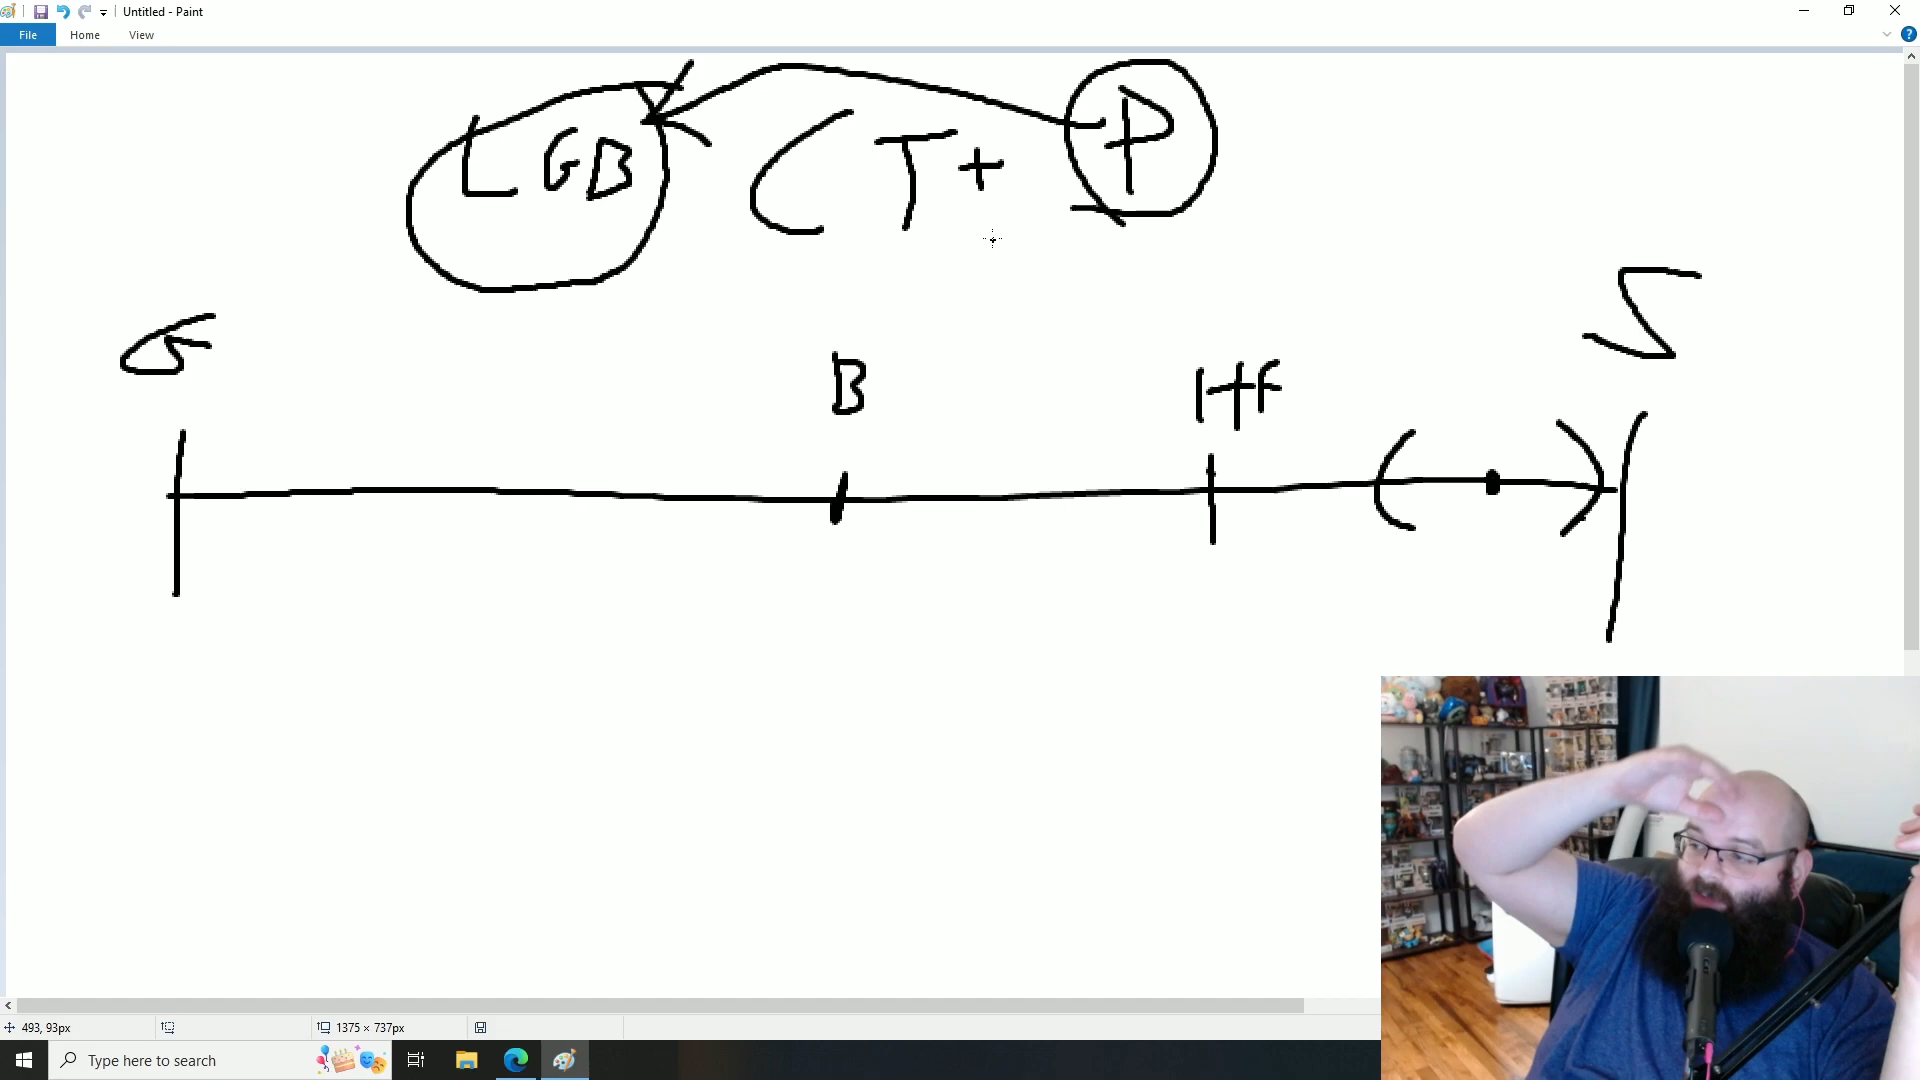 Untitled - Paint
File Home View
LGB ( T + P
G S
B HF
( )
493, 93px 1375 × 737px
Type here to search